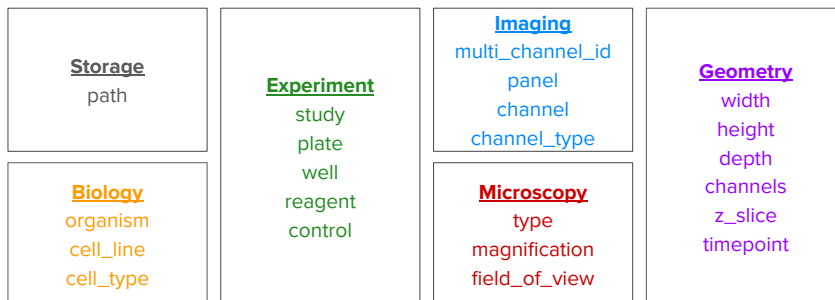 Storage
path
Biology
organism
cell_line
cell_type
Experiment
study
plate
well
reagent
control
Imaging
multi_channel_id
panel
channel
channel_type
Microscopy
type
magnification
field_of_view
Geometry
width
height
depth
channels
z_slice
timepoint